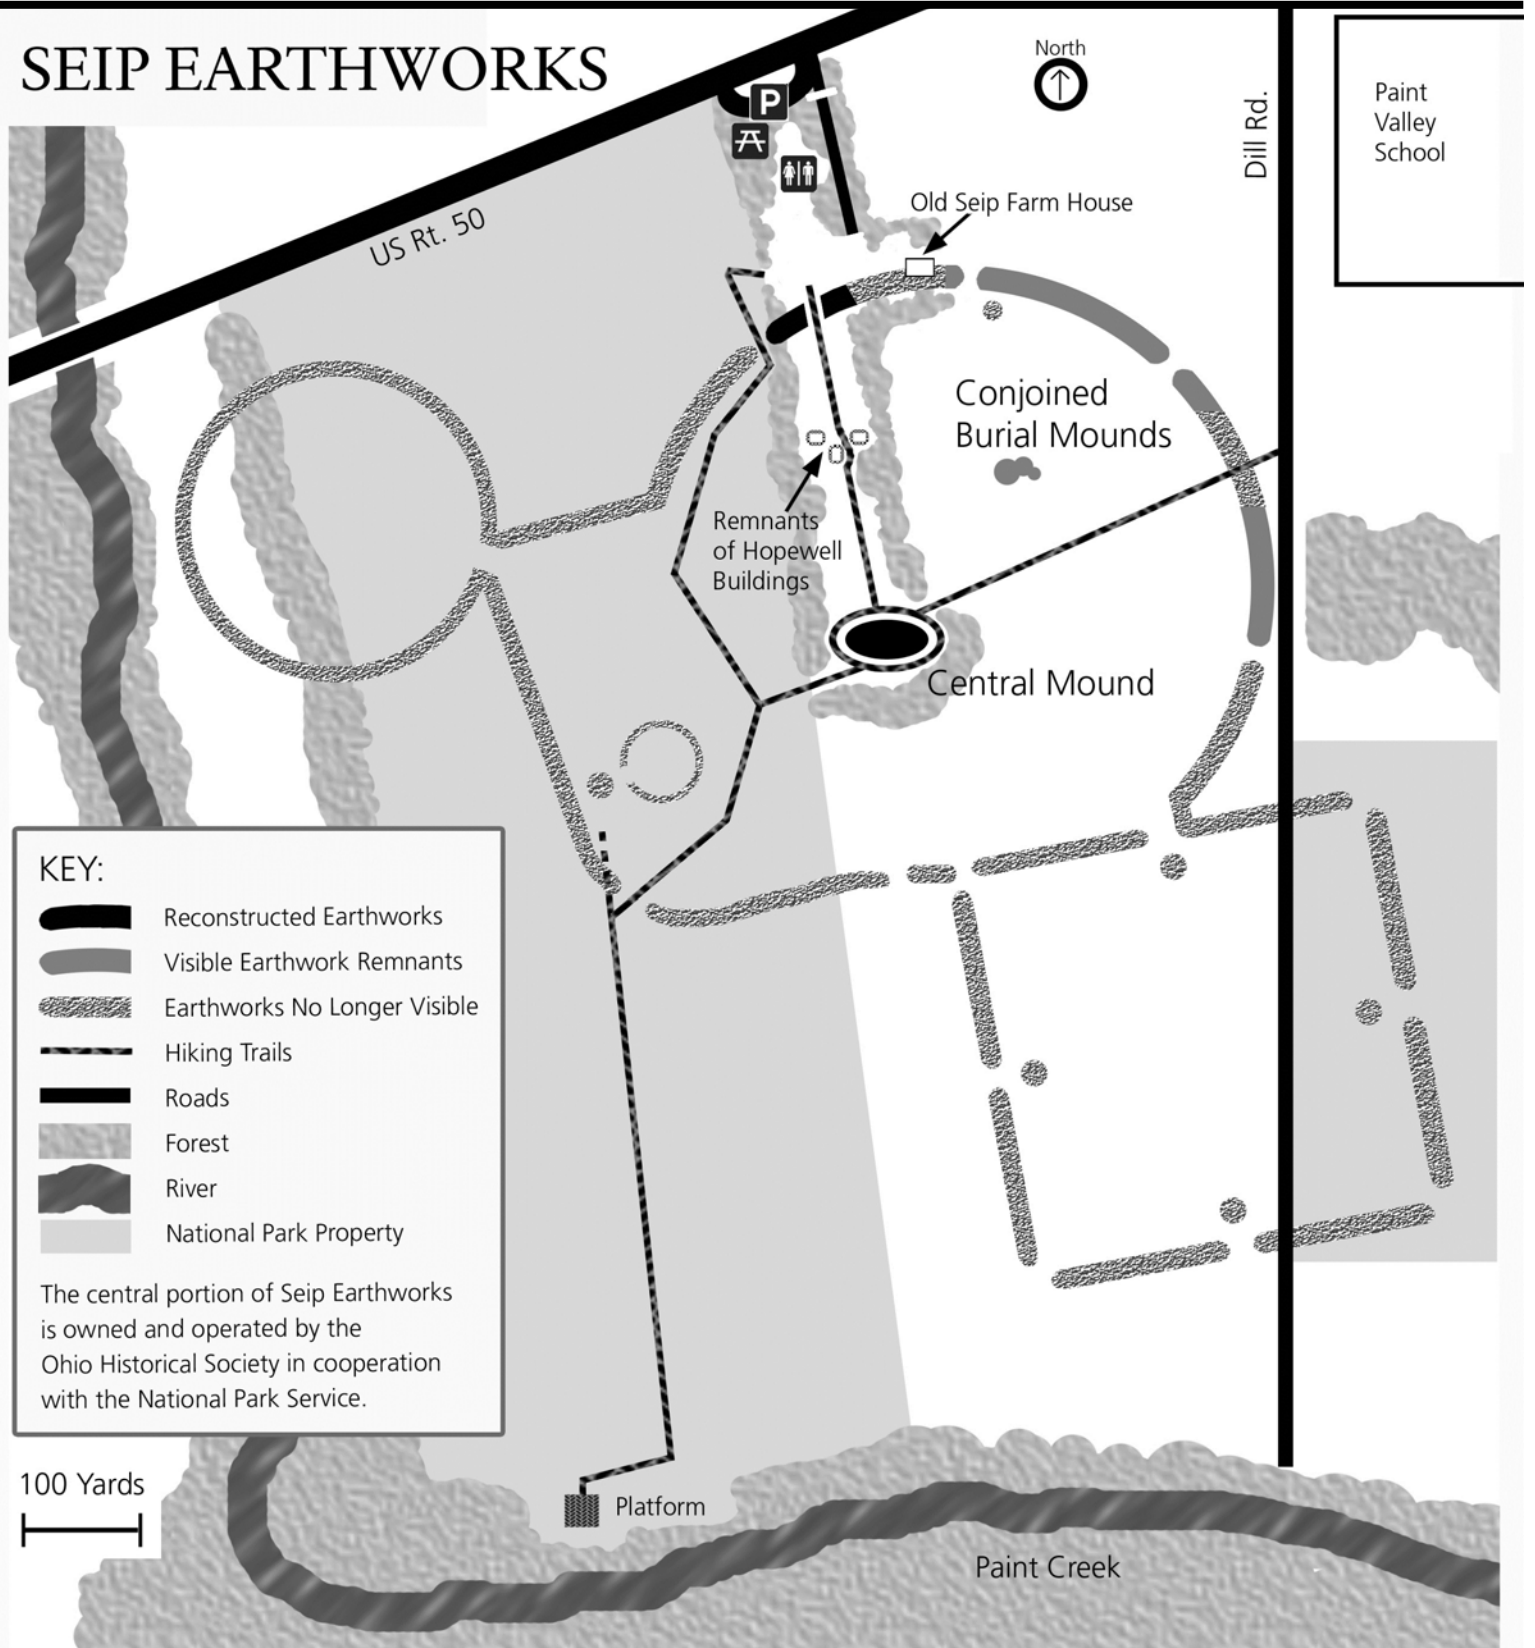 SEIP EARTHWORKS
North
P
Dill Rd.
Paint
Valley
School
US Rt. 50
Old Seip Farm House
Conjoined
Burial Mounds
Remnants
of Hopewell
Buildings
Central Mound
KEY:
Reconstructed Earthworks
Visible Earthwork Remnants
Earthworks No Longer Visible
Hiking Trails
Roads
Forest
River
National Park Property
The central portion of Seip Earthworks
is owned and operated by the
Ohio Historical Society in cooperation
with the National Park Service.
100 Yards
Platform
Paint Creek